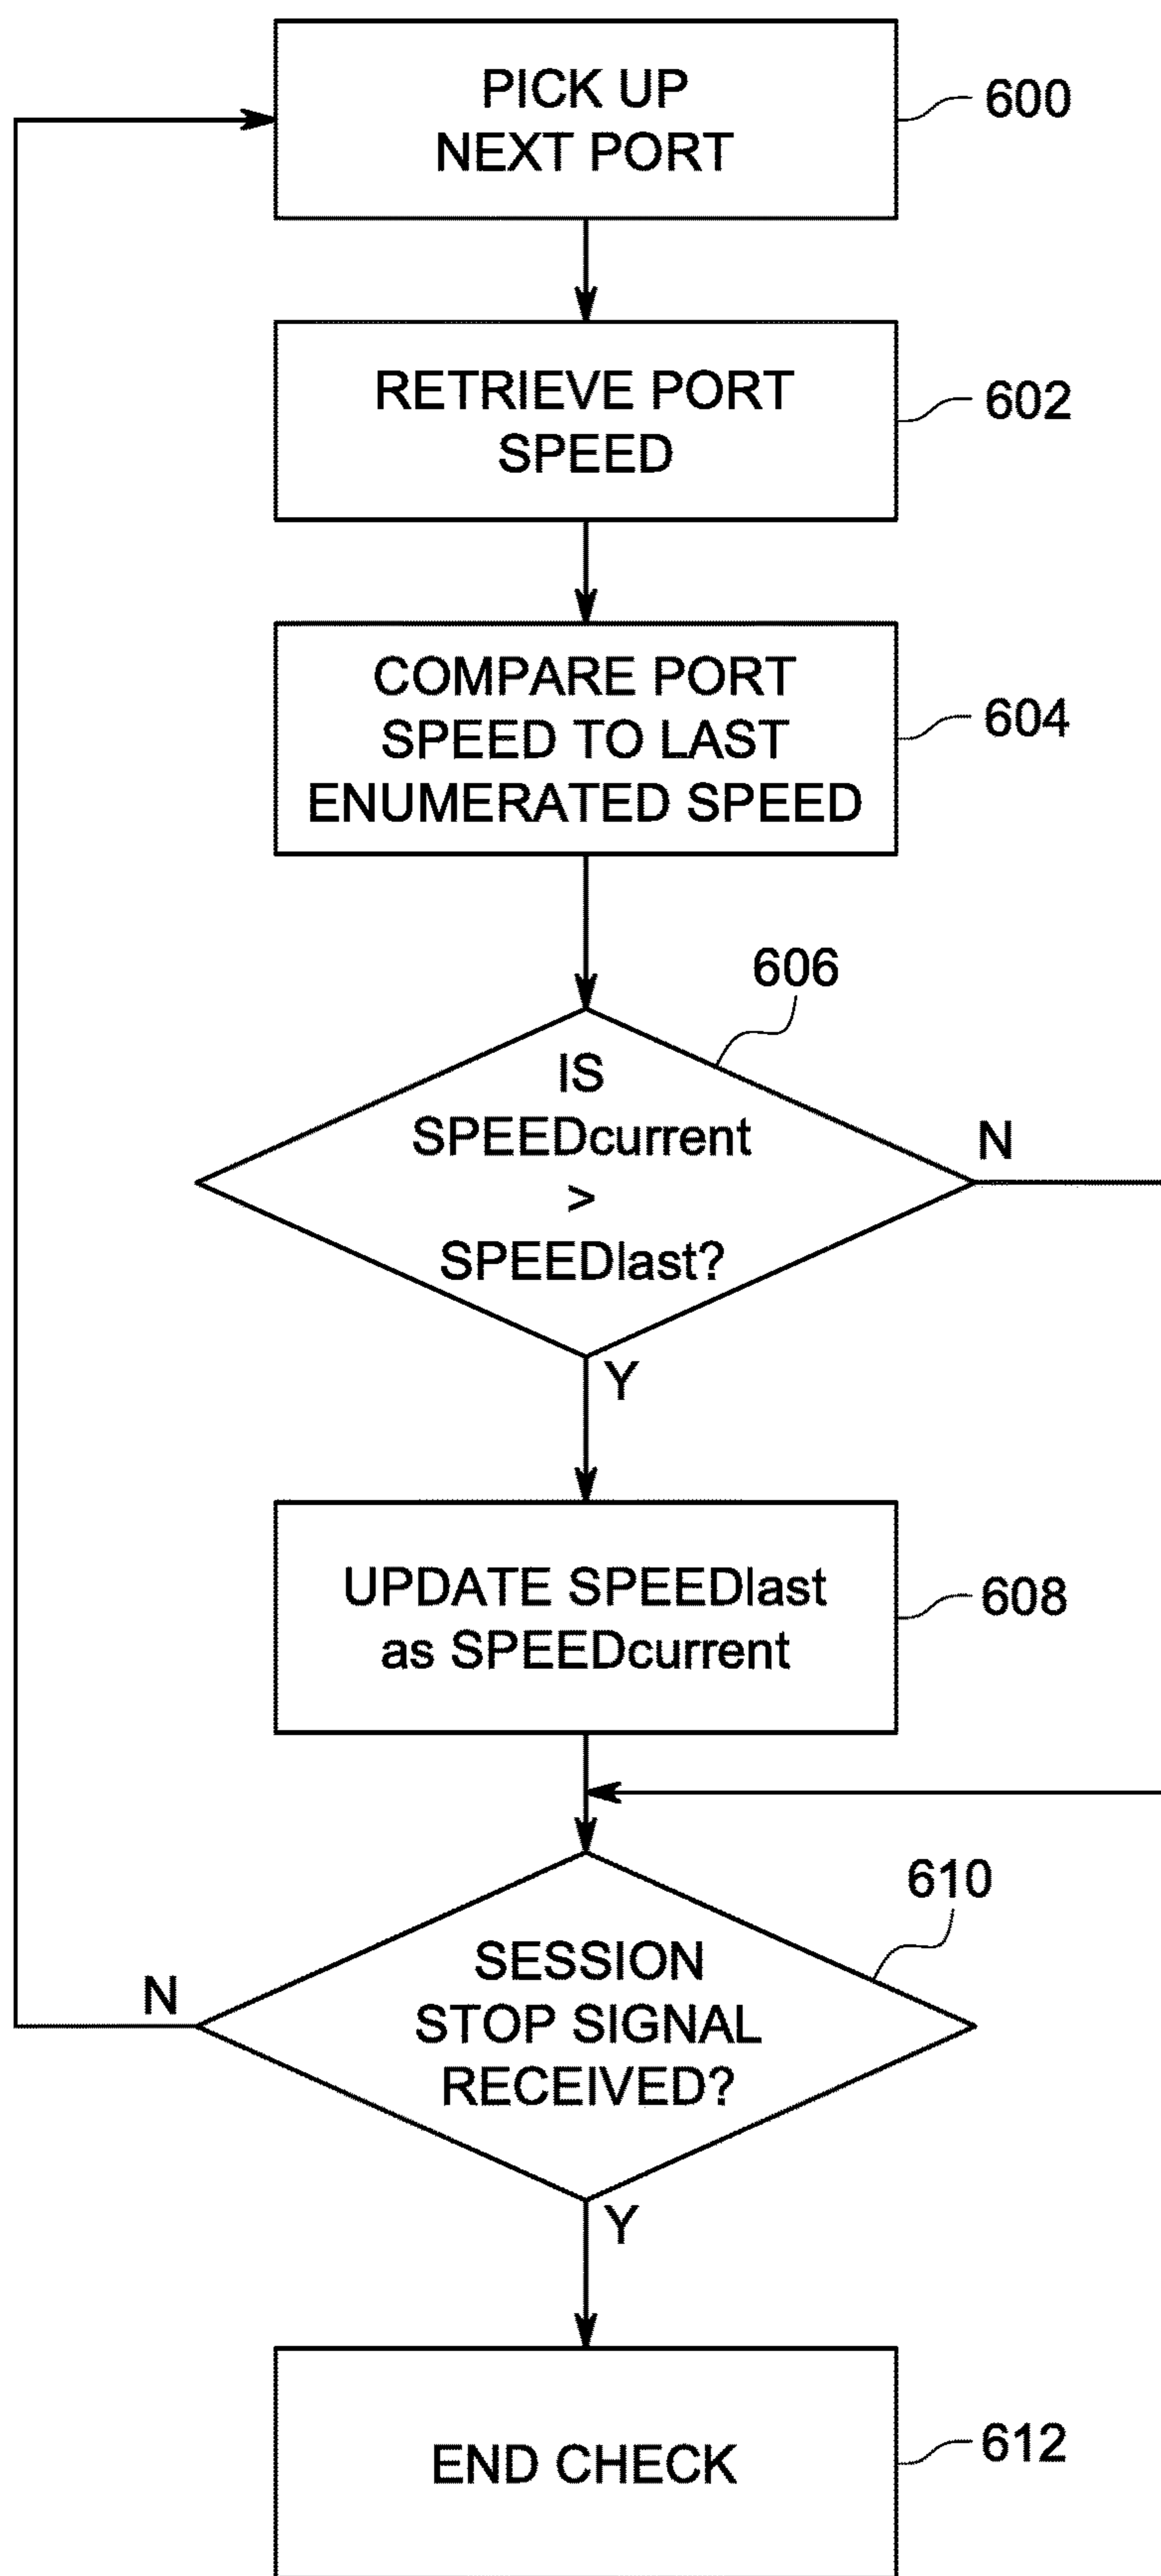 PICK UP
NEXT PORT
600
RETRIEVE PORT
SPEED
602
COMPARE PORT
SPEED TO LAST
ENUMERATED SPEED
604
606
IS
SPEEDcurrent
>
SPEEDlast?
N
Y
UPDATE SPEEDlast
as SPEEDcurrent
608
610
SESSION
STOP SIGNAL
RECEIVED?
N
Y
END CHECK
612